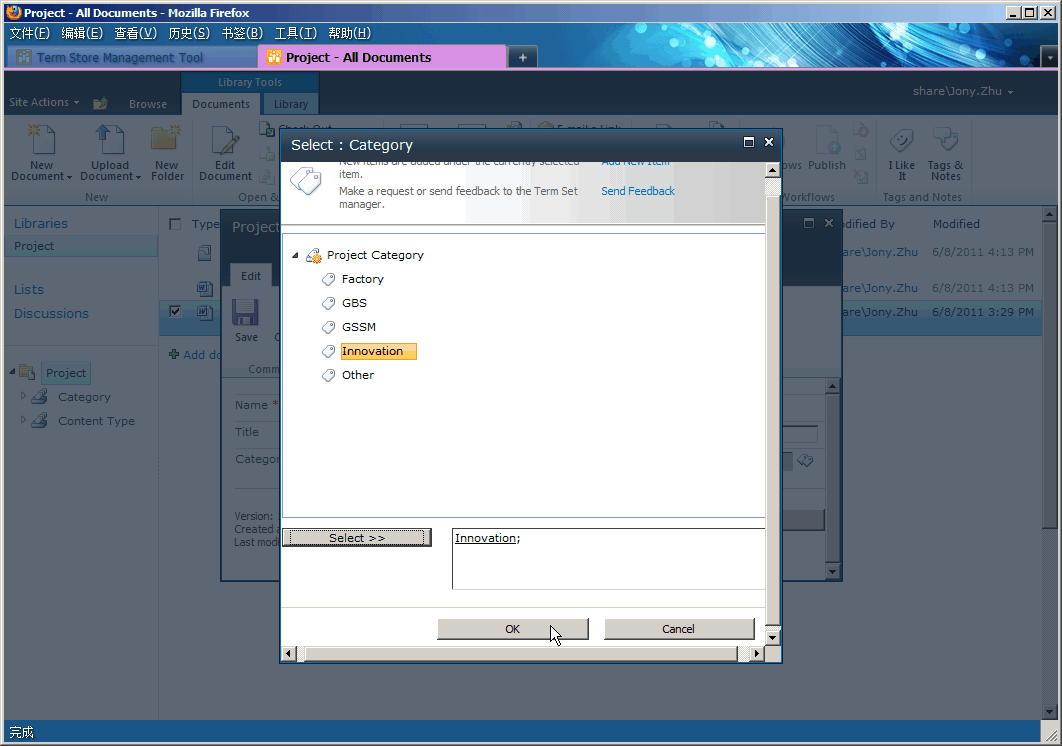 Project - All Documents - Mozilla Firefox
文件(F) 编辑(E) 查看(V) 历史(S) 书签(B) 工具(T) 帮助(H)
Term Store Management Tool
Project - All Documents
Library Tools
share\Jony.Zhu
Site Actions Browse Documents Library
New Document
Upload Document
New Folder
New
Edit Document
Check Out
Open &
E-mail a Link
Publish
Workflows
I Like It
Tags & Notes
Tags and Notes
Libraries
Project
Lists
Discussions
Project
Category
Content Type
Type
Modified By Modified
share\Jony.Zhu 6/8/2011 4:13 PM
share\Jony.Zhu 6/8/2011 4:13 PM
share\Jony.Zhu 6/8/2011 3:29 PM
Add do
Project
Edit
Save
Comm
Name *
Title
Categor
Version:
Created a
Last modi
Select : Category
New items are added under the currently selected item.
Add New Item
Make a request or send feedback to the Term Set manager.
Send Feedback
Project Category
Factory
GBS
GSSM
Innovation
Other
Select >>
Innovation;
OK
Cancel
完成